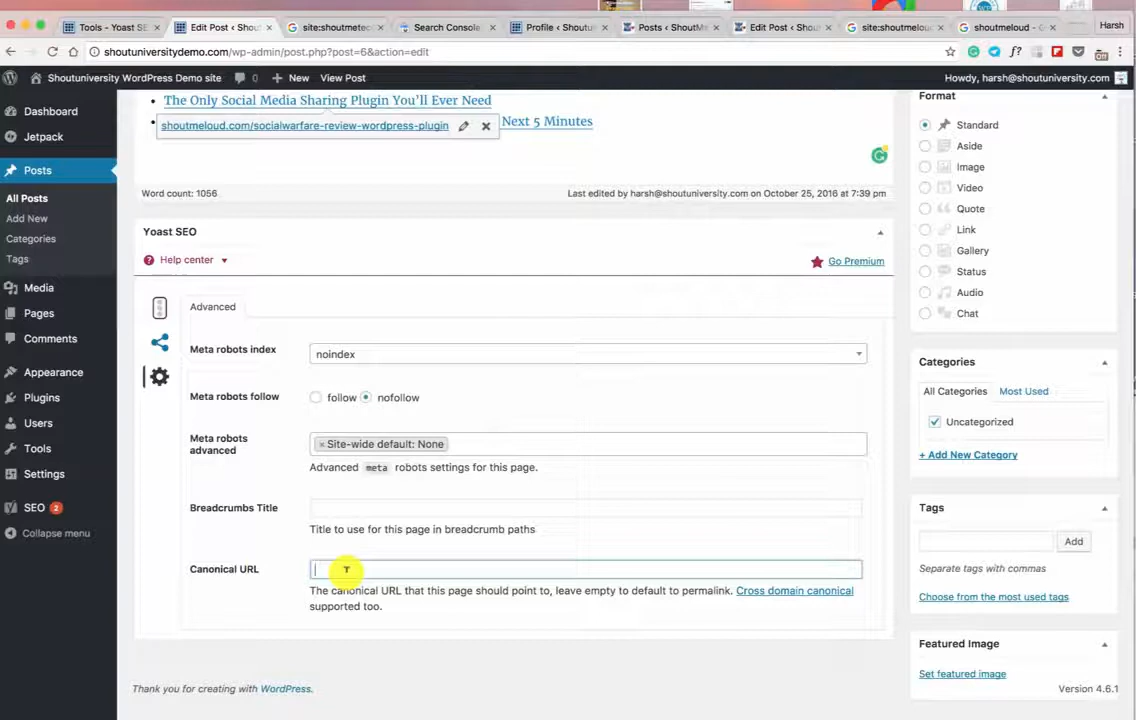 Tools - Yoast SE
Edit Post ‹ Shoutun
site:shoutmetec
Search Console
Profile ‹ Shoutu
Posts ‹ ShoutM
Edit Post ‹ Shou
site:shoutmelou
shoutmeloud - G
Harsh
shoutuniversitydemo.com/wp-admin/post.php?post=6&action=edit
Shoutuniversity WordPress Demo site 0 + New View Post Howdy, harsh@shoutuniversity.com
Dashboard
Jetpack
Posts
All Posts
Add New
Categories
Tags
Media
Pages
Comments
Appearance
Plugins
Users
Tools
Settings
SEO 2
Collapse menu
The Only Social Media Sharing Plugin You'll Ever Need
shoutmeloud.com/socialwarfare-review-wordpress-plugin Next 5 Minutes
Word count: 1056 Last edited by harsh@shoutuniversity.com on October 25, 2016 at 7:39 pm
Yoast SEO
Help center Go Premium
Advanced
Meta robots index noindex
Meta robots follow follow nofollow
Meta robots
advanced
× Site-wide default: None
Advanced meta robots settings for this page.
Breadcrumbs Title
Title to use for this page in breadcrumb paths
Canonical URL
The canonical URL that this page should point to, leave empty to default to permalink. Cross domain canonical
supported too.
Thank you for creating with WordPress.
Format
Standard
Aside
Image
Video
Quote
Link
Gallery
Status
Audio
Chat
Categories
All Categories Most Used
Uncategorized
+ Add New Category
Tags
Add
Separate tags with commas
Choose from the most used tags
Featured Image
Set featured image
Version 4.6.1